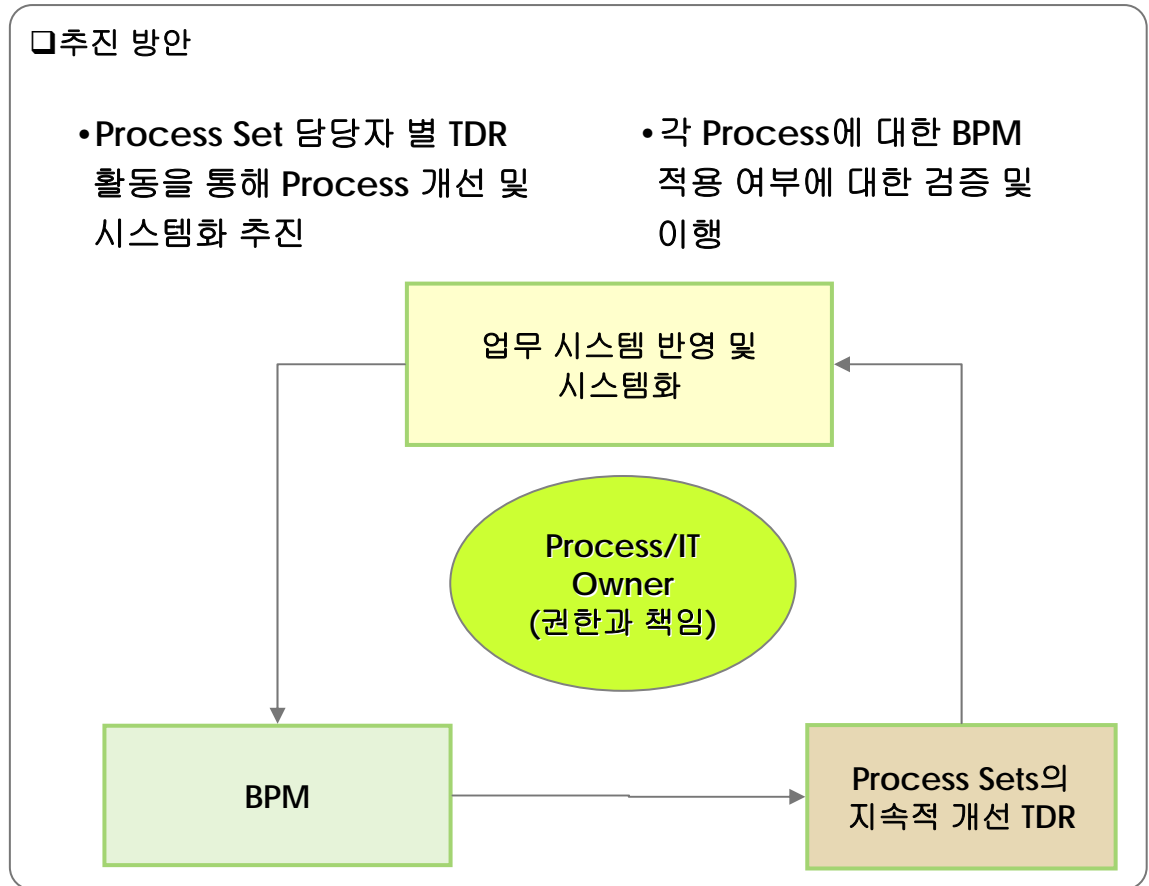 ❑추진 방안
•Process Set 담당자 별 TDR
활동을 통해 Process 개선 및
시스템화 추진
•각 Process에 대한 BPM
적용 여부에 대한 검증 및
이행
업무 시스템 반영 및
시스템화
Process/IT
Owner
(권한과 책임)
BPM
Process Sets의
지속적 개선 TDR